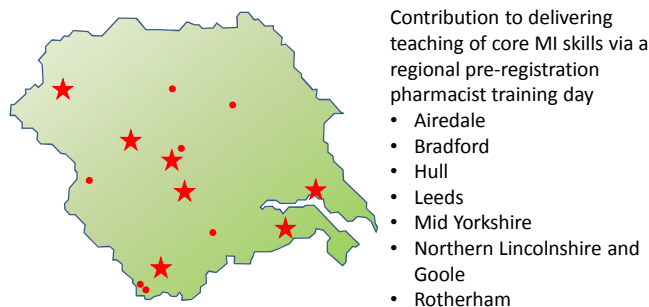 Contribution to delivering
teaching of core MI skills via a
regional pre-registration
pharmacist training day
• Airedale
• Bradford
• Hull
• Leeds
• Mid Yorkshire
• Northern Lincolnshire and
Goole
• Rotherham